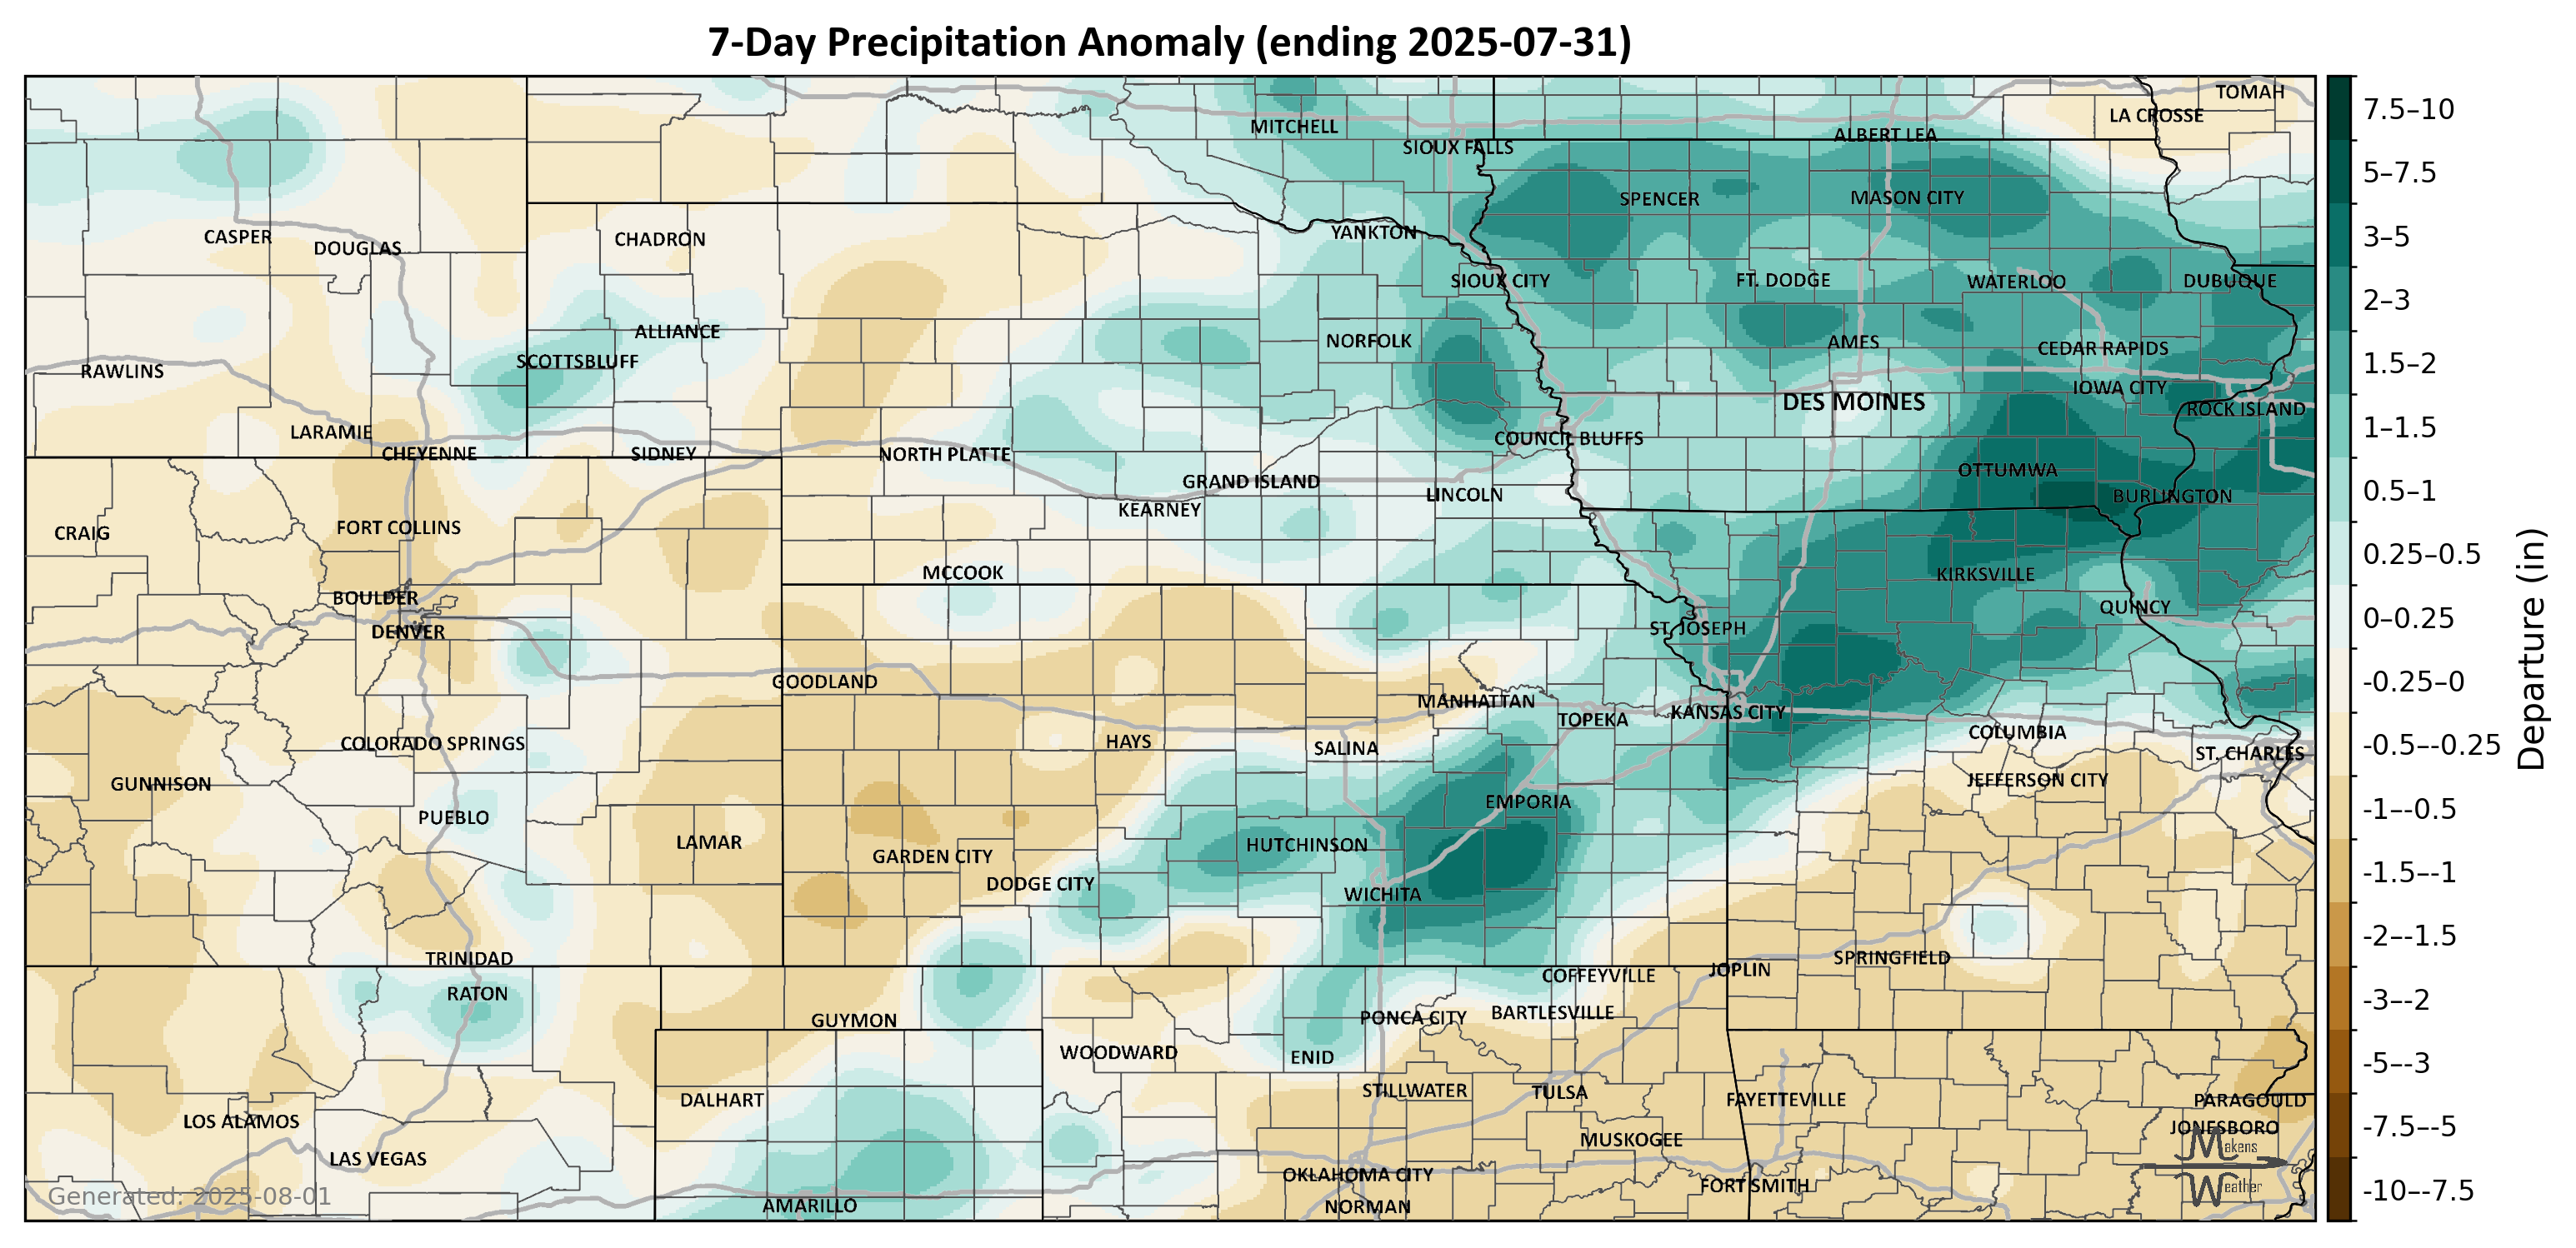 7-Day Precipitation Anomaly (ending 2025-07-31)
TOMAH
LA CROSSE
MITCHELL
ALBERT LEA
SIOUX FALLS
SPENCER
MASON CITY
CASPER
DOUGLAS
CHADRON
YANKTON
SIOUX CITY
FT. DODGE
WATERLOO
DUBUQUE
ALLIANCE
NORFOLK
AMES
CEDAR RAPIDS
SCOTTSBLUFF
RAWLINS
IOWA CITY
DES MOINES
ROCK ISLAND
LARAMIE
COUNCIL BLUFFS
CHEYENNE
SIDNEY
NORTH PLATTE
OTTUMWA
GRAND ISLAND
LINCOLN
BURLINGTON
KEARNEY
CRAIG
FORT COLLINS
MCCOOK
KIRKSVILLE
BOULDER
QUINCY
DENVER
ST. JOSEPH
GOODLAND
MANHATTAN
TOPEKA
KANSAS CITY
COLUMBIA
COLORADO SPRINGS
HAYS
SALINA
ST. CHARLES
GUNNISON
JEFFERSON CITY
PUEBLO
EMPORIA
LAMAR
GARDEN CITY
HUTCHINSON
DODGE CITY
WICHITA
TRINIDAD
SPRINGFIELD
COFFEYVILLE
JOPLIN
RATON
GUYMON
PONCA CITY
BARTLESVILLE
WOODWARD
ENID
DALHART
STILLWATER
TULSA
FAYETTEVILLE
PARAGOULD
LOS ALAMOS
JONESBORO
MUSKOGEE
LAS VEGAS
OKLAHOMA CITY
FORT SMITH
AMARILLO
NORMAN
Generated: 2025-08-01
Makens
Weather
7.5–10
5–7.5
3–5
2–3
1.5–2
1–1.5
0.5–1
0.25–0.5
0–0.25
-0.25–0
-0.5–-0.25
-1–-0.5
-1.5–-1
-2–-1.5
-3–-2
-5–-3
-7.5–-5
-10–-7.5
Departure (in)